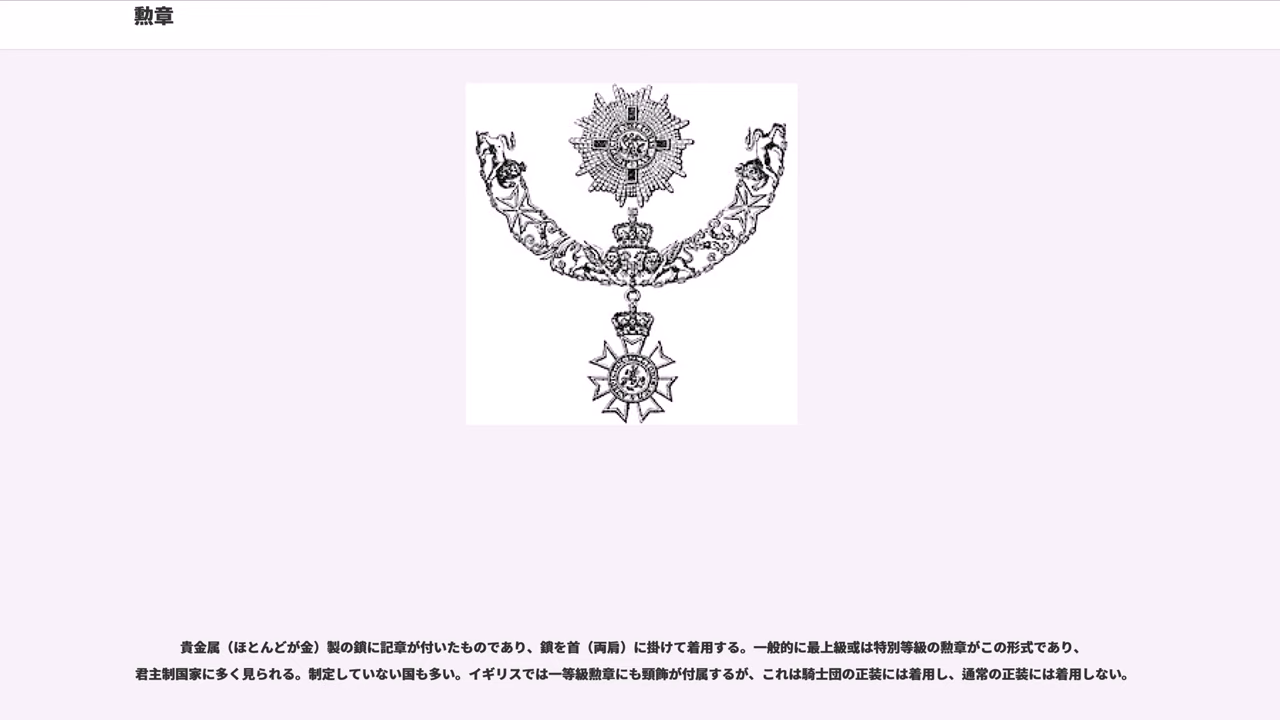 勲章
貴金属（ほとんどが金）製の鎖に記章が付いたものであり、鎖を首（両肩）に掛けて着用する。一般的に最上級或は特別等級の勲章がこの形式であり、
君主制国家に多く見られる。制定していない国も多い。イギリスでは一等級勲章にも頸飾が付属するが、これは騎士団の正装には着用し、通常の正装には着用しない。